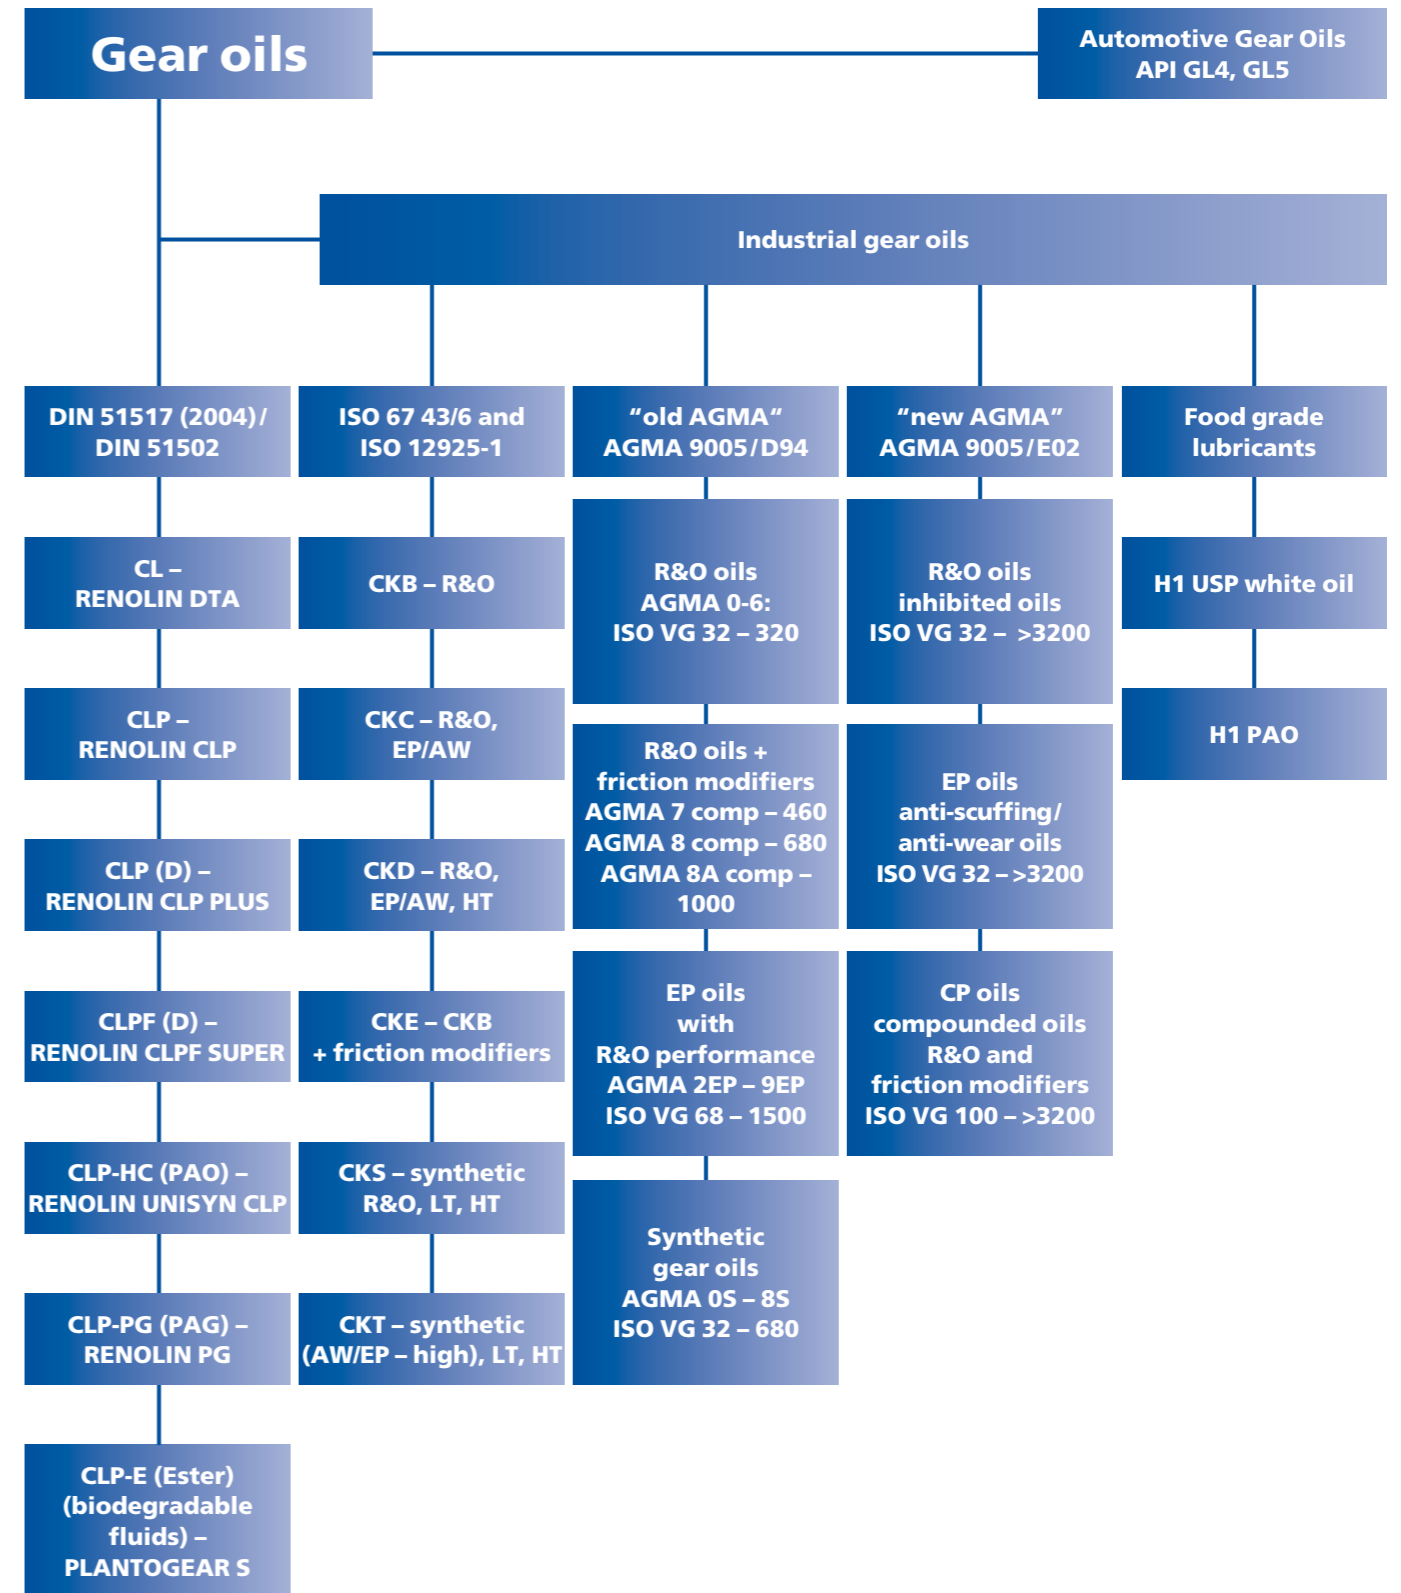 Gear oils
Automotive Gear Oils
API GL4, GL5
Industrial gear oils
DIN 51517 (2004)/
DIN 51502
CL –
RENOLIN DTA
CLP –
RENOLIN CLP
CLP (D) –
RENOLIN CLP PLUS
CLPF (D) –
RENOLIN CLPF SUPER
CLP-HC (PAO) –
RENOLIN UNISYN CLP
CLP-PG (PAG) –
RENOLIN PG
CLP-E (Ester)
(biodegradable
fluids) –
PLANTOGEAR S
ISO 67 43/6 and
ISO 12925-1
CKB – R&O
CKC – R&O,
EP/AW
CKD – R&O,
EP/AW, HT
CKE – CKB
+ friction modifiers
CKS – synthetic
R&O, LT, HT
CKT – synthetic
(AW/EP – high), LT, HT
“old AGMA“
AGMA 9005/D94
R&O oils
AGMA 0-6:
ISO VG 32 – 320
R&O oils +
friction modifiers
AGMA 7 comp – 460
AGMA 8 comp – 680
AGMA 8A comp –
1000
EP oils
with
R&O performance
AGMA 2EP – 9EP
ISO VG 68 – 1500
Synthetic
gear oils
AGMA 0S – 8S
ISO VG 32 – 680
“new AGMA”
AGMA 9005/E02
R&O oils
inhibited oils
ISO VG 32 – >3200
EP oils
anti-scuffing/
anti-wear oils
ISO VG 32 – >3200
CP oils
compounded oils
R&O and
friction modifiers
ISO VG 100 – >3200
Food grade
lubricants
H1 USP white oil
H1 PAO